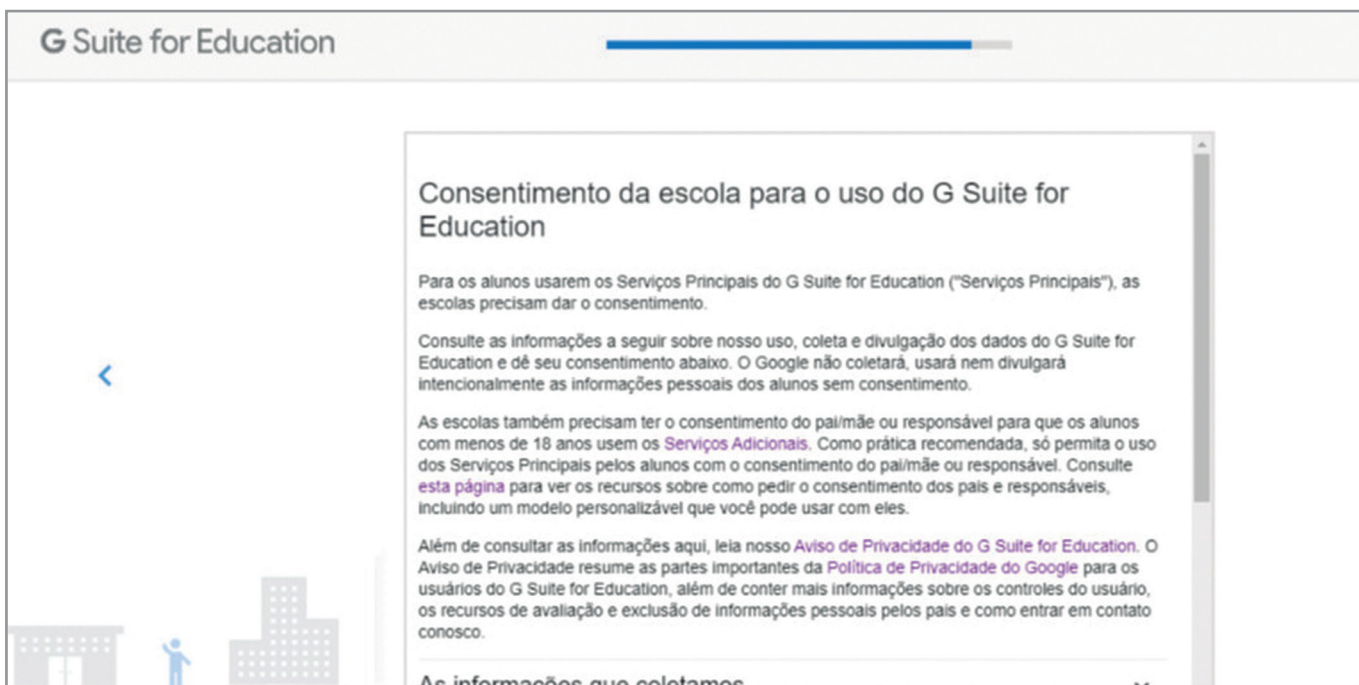 G Suite for Education
Consentimento da escola para o uso do G Suite for
Education
Para os alunos usarem os Serviços Principais do G Suite for Education ("Serviços Principais"), as
escolas precisam dar o consentimento.
Consulte as informações a seguir sobre nosso uso, coleta e divulgação dos dados do G Suite for
Education e dê seu consentimento abaixo. O Google não coletará, usará nem divulgará
intencionalmente as informações pessoais dos alunos sem consentimento.
As escolas também precisam ter o consentimento do pai/mãe ou responsável para que os alunos
com menos de 18 anos usem os Serviços Adicionais. Como prática recomendada, só permita o uso
dos Serviços Principais pelos alunos com o consentimento do pai/mãe ou responsável. Consulte
esta página para ver os recursos sobre como pedir o consentimento dos pais e responsáveis,
incluindo um modelo personalizável que você pode usar com eles.
Além de consultar as informações aqui, leia nosso Aviso de Privacidade do G Suite for Education. O
Aviso de Privacidade resume as partes importantes da Política de Privacidade do Google para os
usuários do G Suite for Education, além de conter mais informações sobre os controles do usuário,
os recursos de avaliação e exclusão de informações pessoais pelos pais e como entrar em contato
conosco.
As informações que coletamos